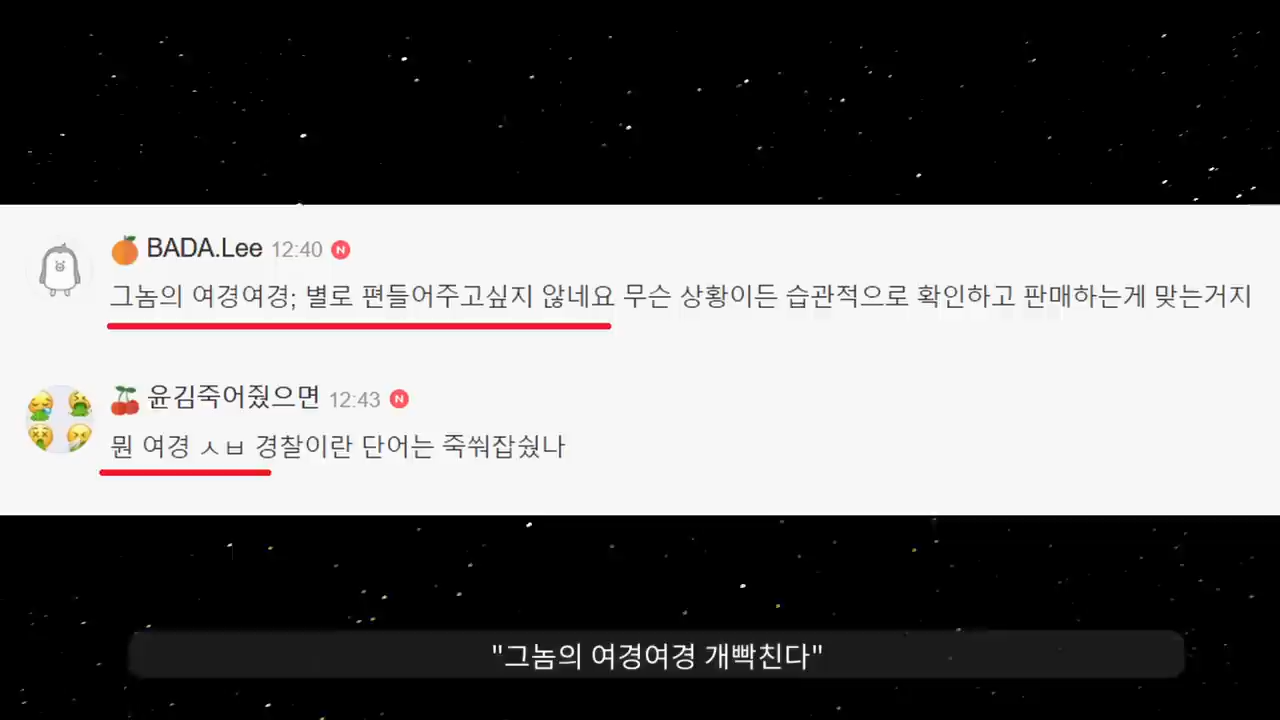 BADA.Lee 12:40 N
그놈의 여경여경; 별로 편들어주고싶지 않네요 무슨 상황이든 습관적으로 확인하고 판매하는게 맞는거지
윤김죽어줬으면 12:43 N
뭔 여경 ㅅㅂ 경찰이란 단어는 죽쒀잡쉈나
"그놈의 여경여경 개빡친다"